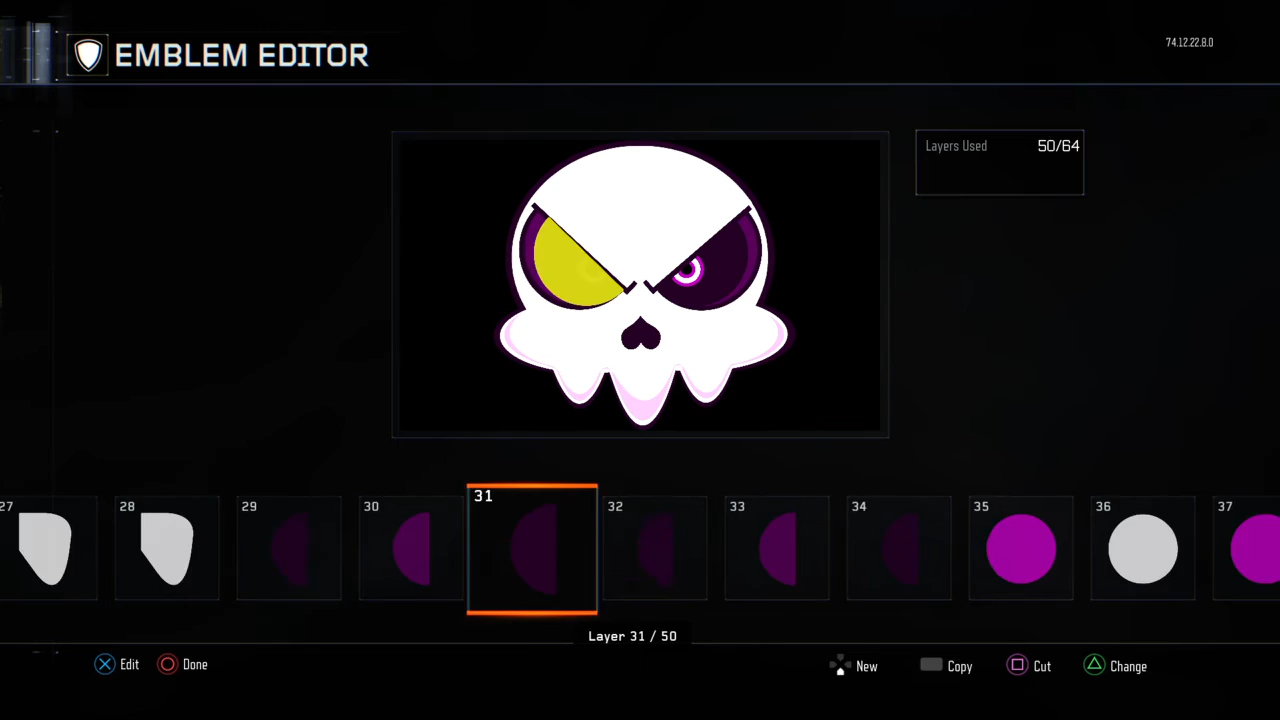 EMBLEM EDITOR
74.12.22.8.0
Layers Used 50/64
27 28 29 30 31 32 33 34 35 36 37
Layer 31 / 50
Edit Done New Copy Cut Change